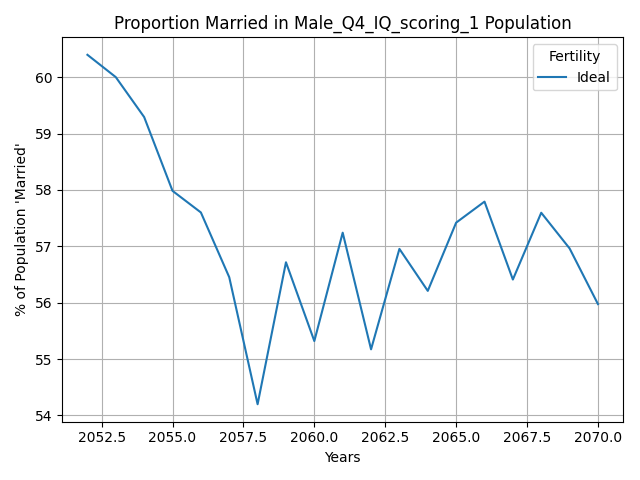 Proportion Married in Male_Q4_IQ_scoring_1 Population
Fertility
Ideal
% of Population 'Married'
60
59
58
57
56
55
54
2052.5 2055.0 2057.5 2060.0 2062.5 2065.0 2067.5 2070.0
Years